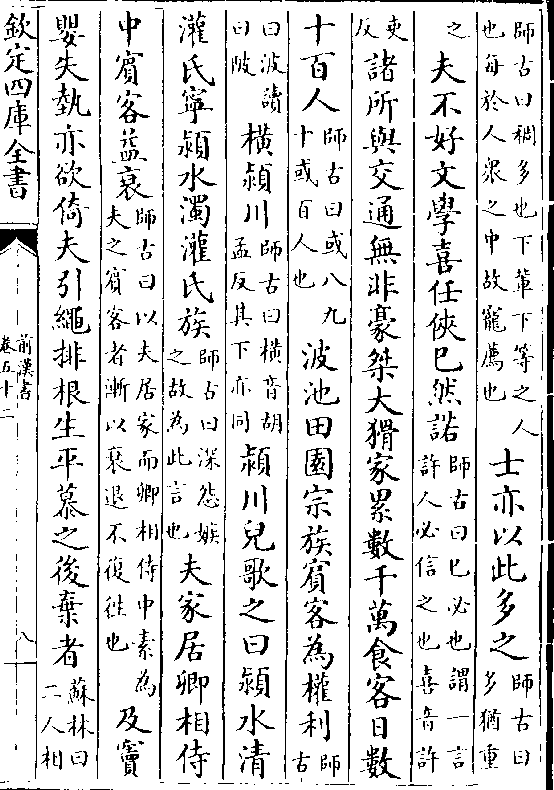 師古曰稠多也下輩下等之人也每於人衆之中故寵薦也士亦以此多之師古曰多猶重
之夫不好文學喜任俠已然諾師古曰已必也謂一言許人必信之也喜音許
吏反諸所與交通無非豪桀大猾家累數千萬食客日數
十百人師古曰或八九十或百人也波池田園宗族賔客為權利師古
曰波讀曰陂橫潁川師古曰橫音胡孟反其下亦同潁川兒歌之曰潁水清
灌氏寧潁水濁灌氏族師古曰深怨嫉之故為此言也夫家居卿相侍
中賔客益衰師古曰以夫居家而卿相侍中素為夫之賔客者漸以衰退不復往也及竇
嬰失埶亦欲倚夫引繩排根生平慕之後棄者蘇林曰二人相
欽定四庫全書
前漢書
卷五十二
八